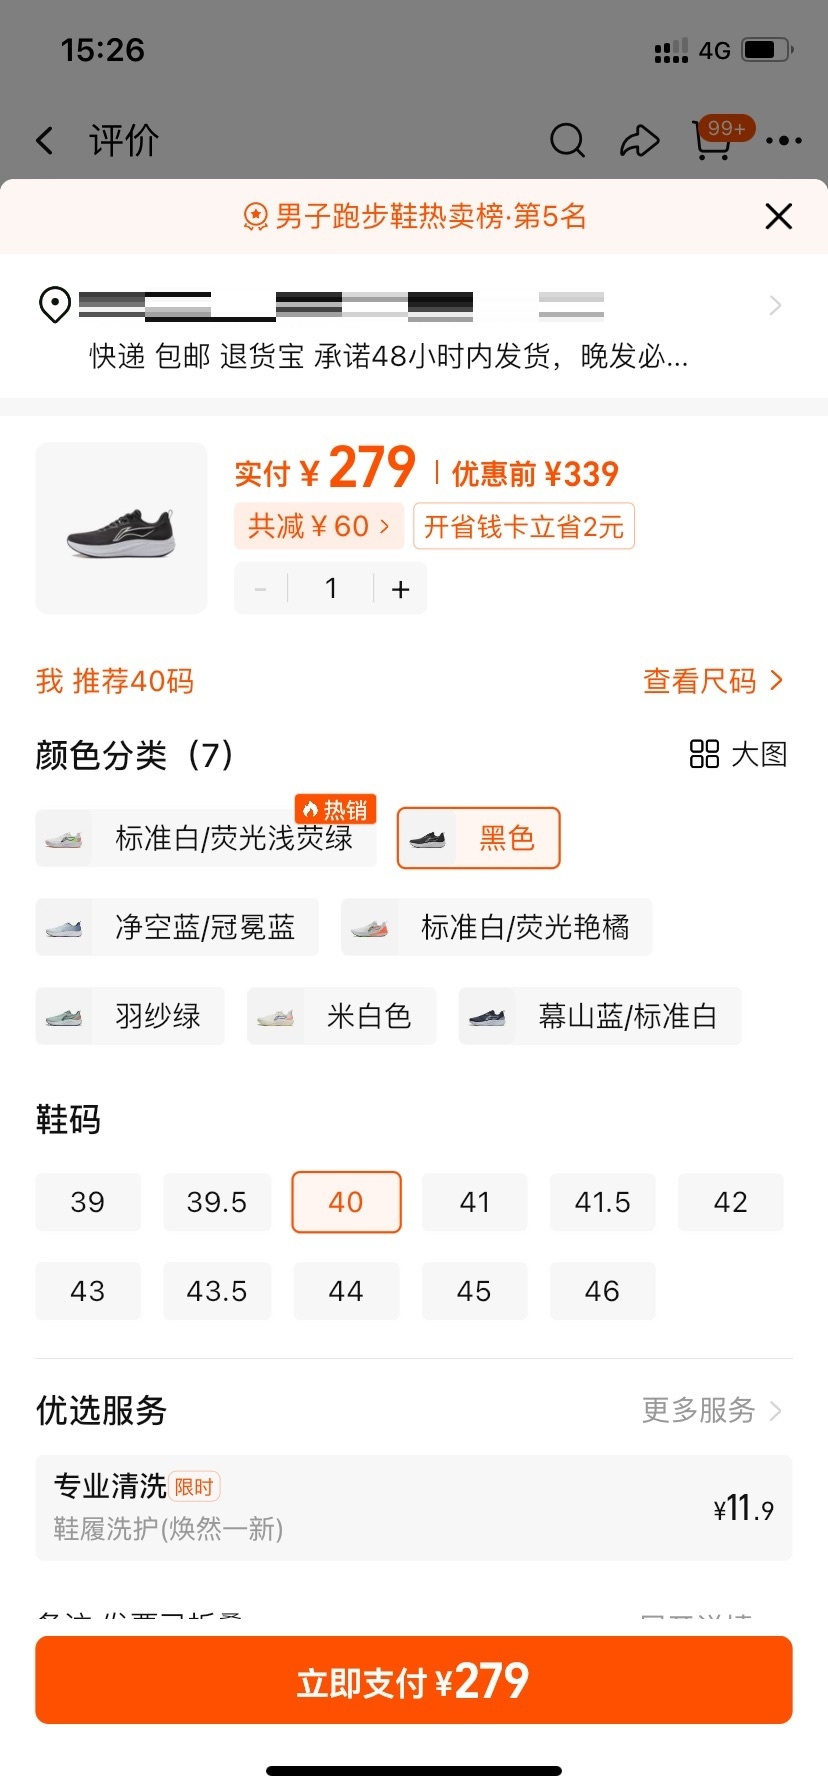 15:26
4G
评价
99+
男子跑步鞋热卖榜·第5名
快递 包邮 退货宝 承诺48小时内发货，晚发必...
实付 ¥ 279 优惠前 ¥339
共减 ¥ 60 >
开省钱卡立省2元
- 1 +
我 推荐40码
查看尺码 >
颜色分类（7）
大图
热销
标准白/荧光浅荧绿
黑色
净空蓝/冠冕蓝
标准白/荧光艳橘
羽纱绿
米白色
幕山蓝/标准白
鞋码
39 39.5 40 41 41.5 42
43 43.5 44 45 46
优选服务
更多服务 >
专业清洗 限时
鞋履洗护(焕然一新)
¥11.9
立即支付 ¥279